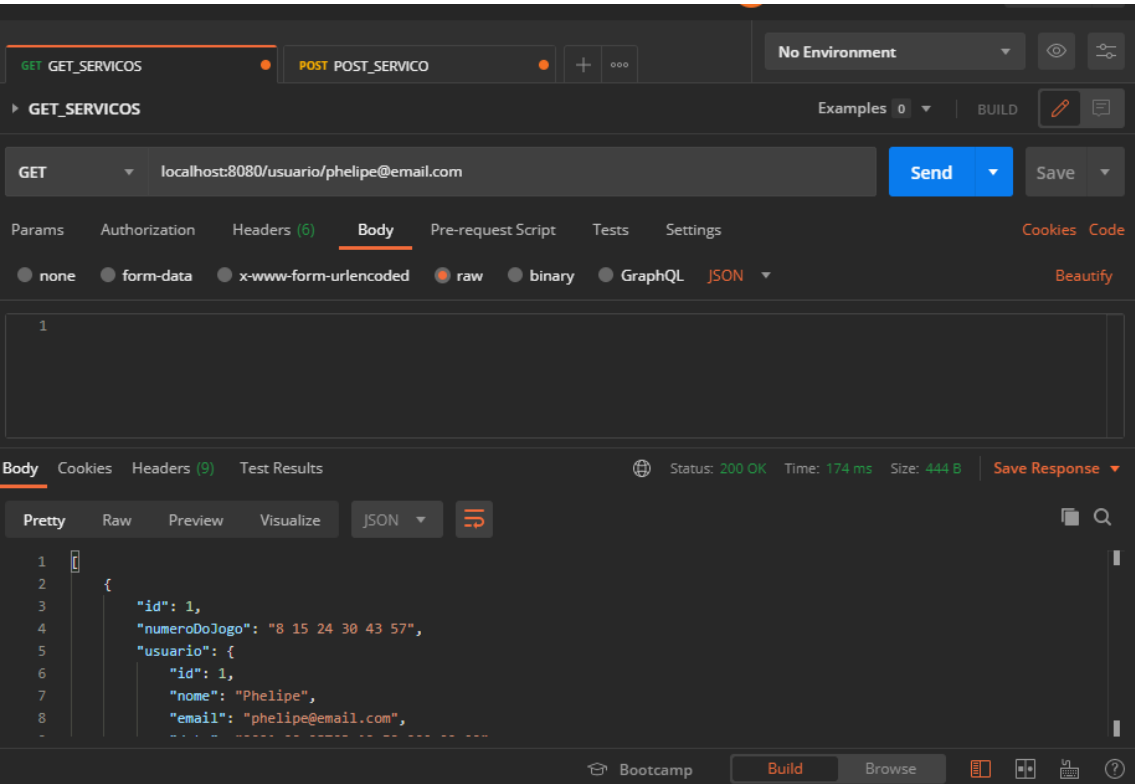 GET GET_SERVICOS POST POST_SERVICO No Environment
GET_SERVICOS Examples 0 BUILD
GET localhost:8080/usuario/phelipe@email.com Send Save
Params Authorization Headers (6) Body Pre-request Script Tests Settings Cookies Code
none form-data x-www-form-urlencoded raw binary GraphQL JSON Beautify
1
Body Cookies Headers (9) Test Results Status: 200 OK Time: 174 ms Size: 444 B Save Response
Pretty Raw Preview Visualize JSON
1 [
2 {
3 "id": 1,
4 "numeroDoJogo": "8 15 24 30 43 57",
5 "usuario": {
6 "id": 1,
7 "nome": "Phelipe",
8 "email": "phelipe@email.com",
Bootcamp Build Browse